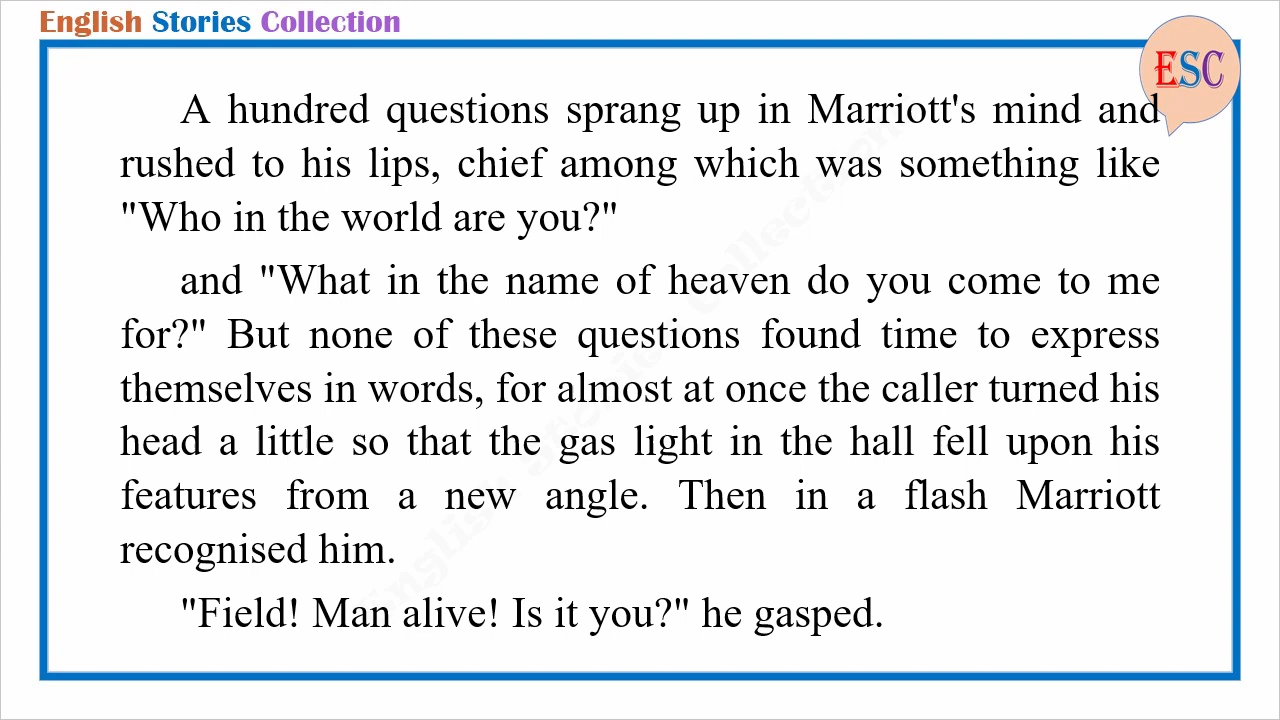 English Stories Collection
ESC
A hundred questions sprang up in Marriott's mind and
rushed to his lips, chief among which was something like
"Who in the world are you?"
and "What in the name of heaven do you come to me
for?" But none of these questions found time to express
themselves in words, for almost at once the caller turned his
head a little so that the gas light in the hall fell upon his
features from a new angle. Then in a flash Marriott
recognised him.
"Field! Man alive! Is it you?" he gasped.
English Stories Collection